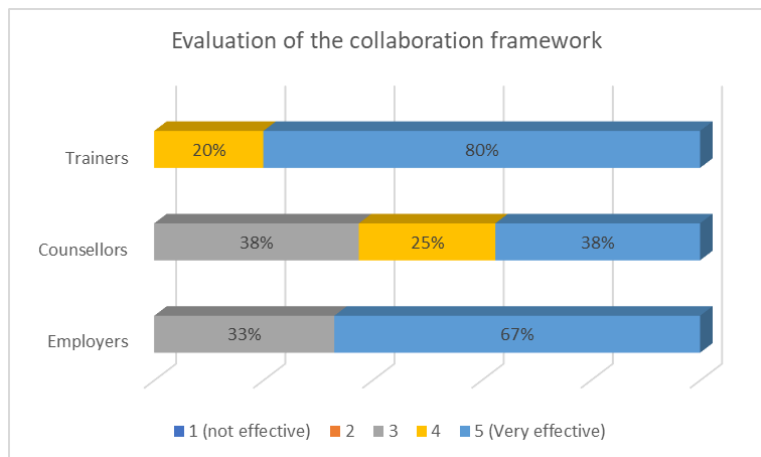 Evaluation of the collaboration framework
Trainers 20% 80%
Counsellors 38% 25% 38%
Employers 33% 67%
1 (not effective) 2 3 4 5 (Very effective)